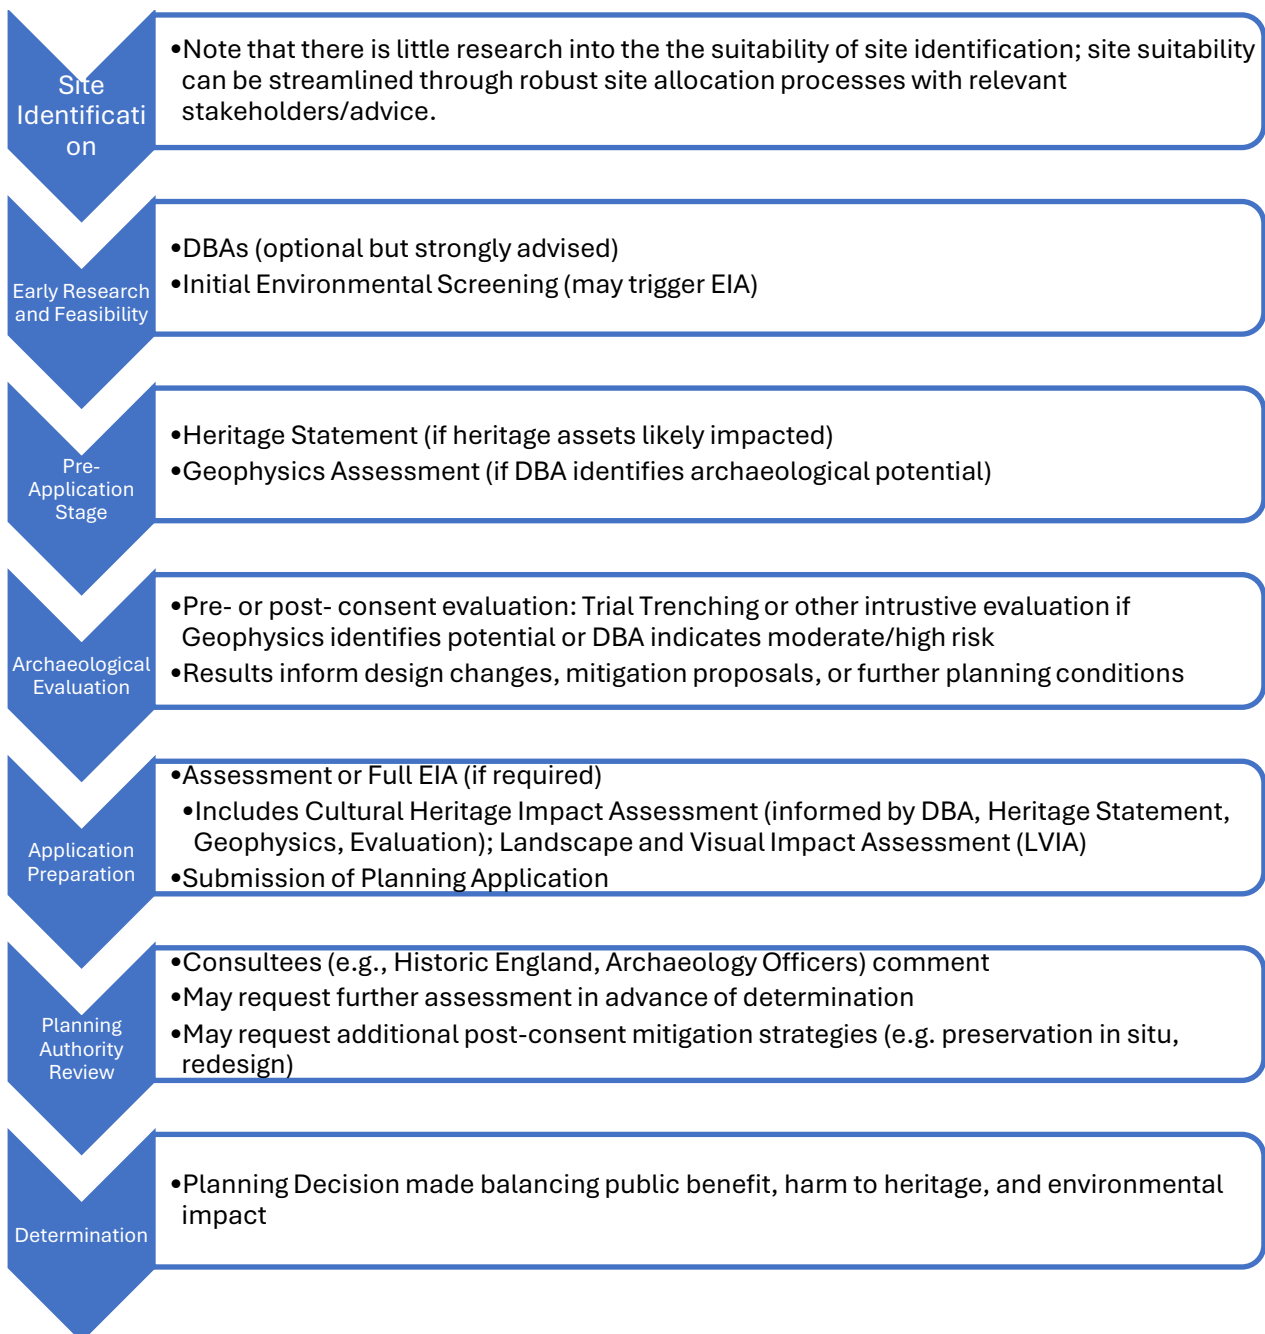 Site
Identificati
on
•Note that there is little research into the the suitability of site identification; site suitability
can be streamlined through robust site allocation processes with relevant
stakeholders/advice.
Early Research
and Feasibility
•DBAs (optional but strongly advised)
•Initial Environmental Screening (may trigger EIA)
Pre-
Application
Stage
•Heritage Statement (if heritage assets likely impacted)
•Geophysics Assessment (if DBA identifies archaeological potential)
Archaeological
Evaluation
•Pre- or post- consent evaluation: Trial Trenching or other intrustive evaluation if
Geophysics identifies potential or DBA indicates moderate/high risk
•Results inform design changes, mitigation proposals, or further planning conditions
Application
Preparation
•Assessment or Full EIA (if required)
•Includes Cultural Heritage Impact Assessment (informed by DBA, Heritage Statement,
Geophysics, Evaluation); Landscape and Visual Impact Assessment (LVIA)
•Submission of Planning Application
Planning
Authority
Review
•Consultees (e.g., Historic England, Archaeology Officers) comment
•May request further assessment in advance of determination
•May request additional post-consent mitigation strategies (e.g. preservation in situ,
redesign)
Determination
•Planning Decision made balancing public benefit, harm to heritage, and environmental
impact